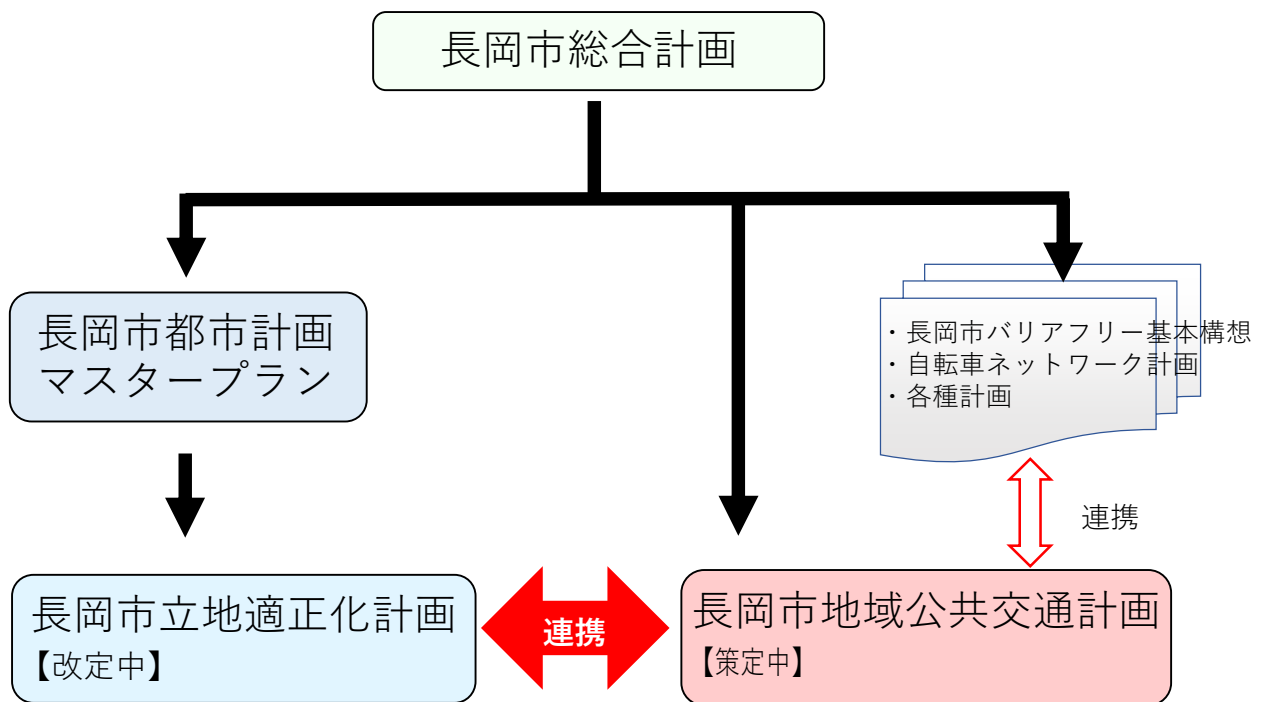 長岡市総合計画
長岡市都市計画
マスタープラン
・長岡市バリアフリー基本構想
・自転車ネットワーク計画
・各種計画
連携
長岡市立地適正化計画
【改定中】
連携
長岡市地域公共交通計画
【策定中】